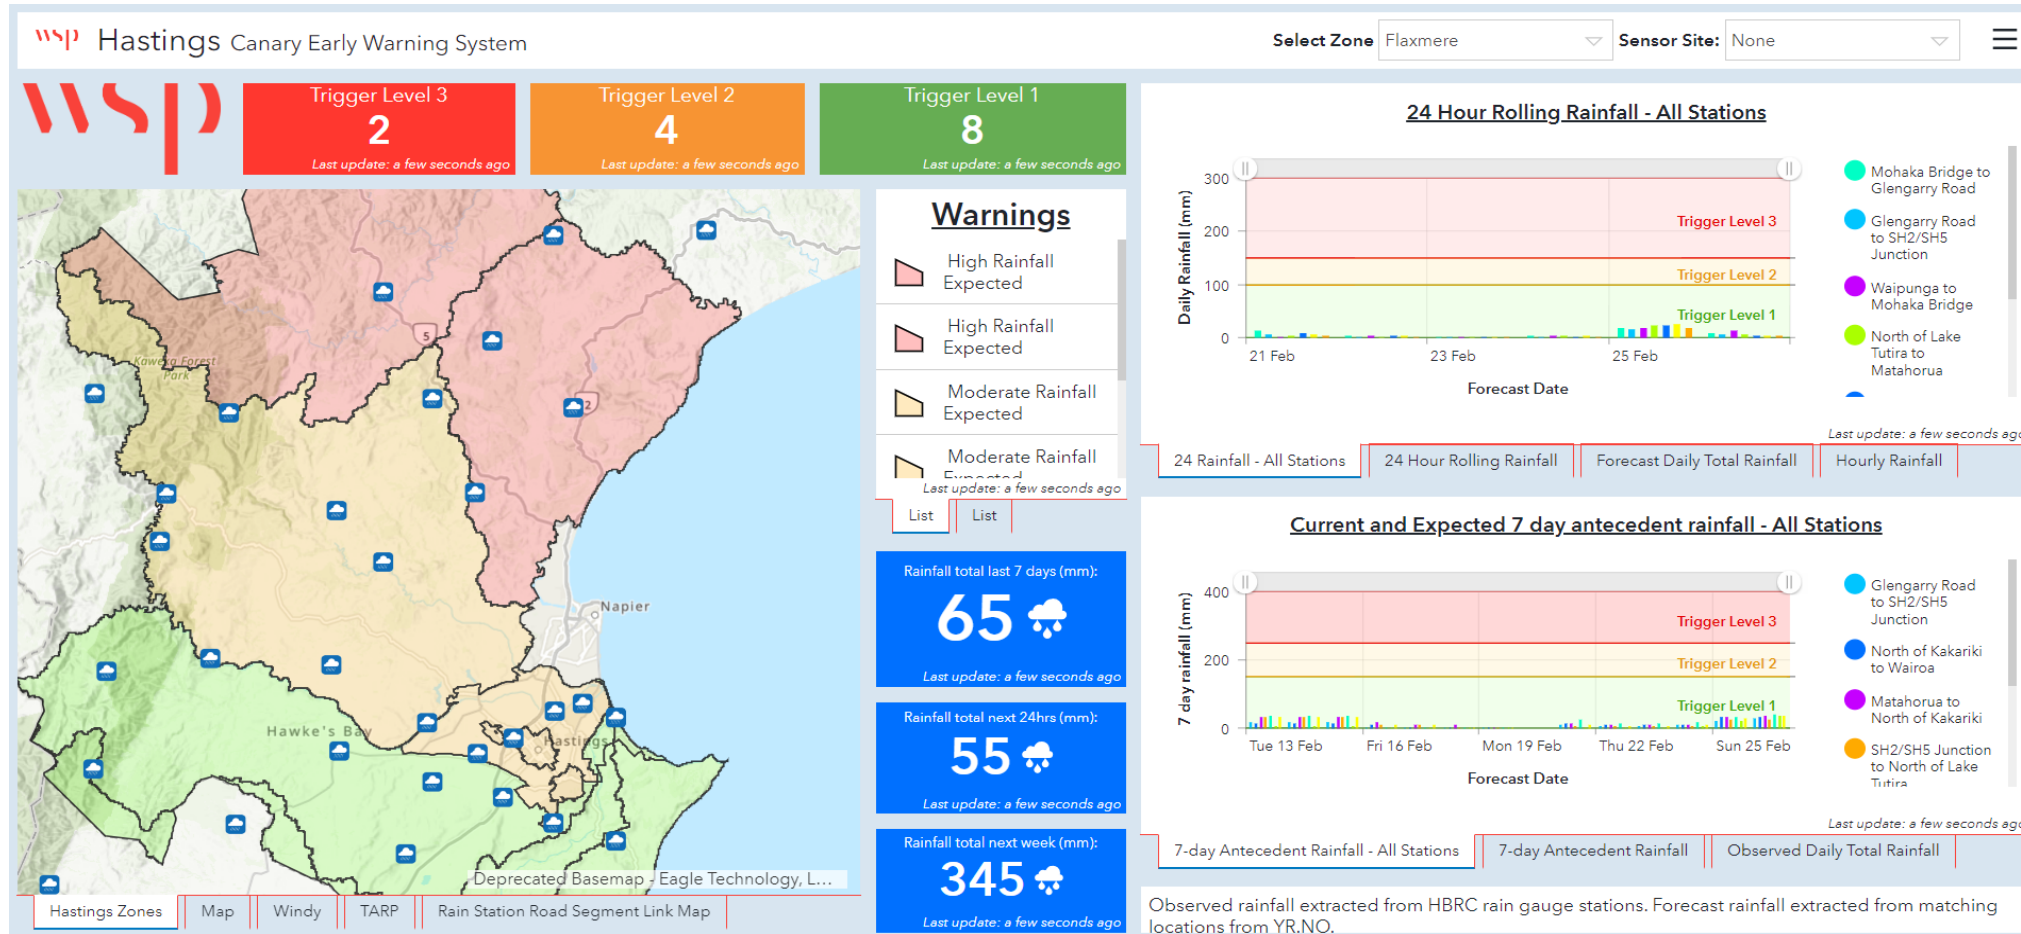 wsp Hastings Canary Early Warning System
Select Zone Flaxmere
Sensor Site: None
wsp
Trigger Level 3
2
Last update: a few seconds ago
Trigger Level 2
4
Last update: a few seconds ago
Trigger Level 1
8
Last update: a few seconds ago
5
Kaweka Forest
Park
2
Napier
Hawke's Bay
Hastings
Deprecated Basemap - Eagle Technology, L...
Hastings Zones
Map
Windy
TARP
Rain Station Road Segment Link Map
Warnings
High Rainfall
Expected
High Rainfall
Expected
Moderate Rainfall
Expected
Moderate Rainfall
Expected
Last update: a few seconds ago
List
List
Rainfall total last 7 days (mm):
65
Last update: a few seconds ago
Rainfall total next 24hrs (mm):
55
Last update: a few seconds ago
Rainfall total next week (mm):
345
Last update: a few seconds ago
24 Hour Rolling Rainfall - All Stations
Daily Rainfall (mm)
300
200
100
0
Trigger Level 3
Trigger Level 2
Trigger Level 1
21 Feb
23 Feb
25 Feb
Forecast Date
Mohaka Bridge to
Glengarry Road
Glengarry Road
to SH2/SH5
Junction
Waipunga to
Mohaka Bridge
North of Lake
Tutira to
Matahorua
Last update: a few seconds ago
24 Rainfall - All Stations
24 Hour Rolling Rainfall
Forecast Daily Total Rainfall
Hourly Rainfall
Current and Expected 7 day antecedent rainfall - All Stations
7 day rainfall (mm)
400
200
0
Trigger Level 3
Trigger Level 2
Trigger Level 1
Tue 13 Feb
Fri 16 Feb
Mon 19 Feb
Thu 22 Feb
Sun 25 Feb
Forecast Date
Glengarry Road
to SH2/SH5
Junction
North of Kakariki
to Wairoa
Matahorua to
North of Kakariki
SH2/SH5 Junction
to North of Lake
Tutira
Last update: a few seconds ago
7-day Antecedent Rainfall - All Stations
7-day Antecedent Rainfall
Observed Daily Total Rainfall
Observed rainfall extracted from HBRC rain gauge stations. Forecast rainfall extracted from matching
locations from YR.NO.